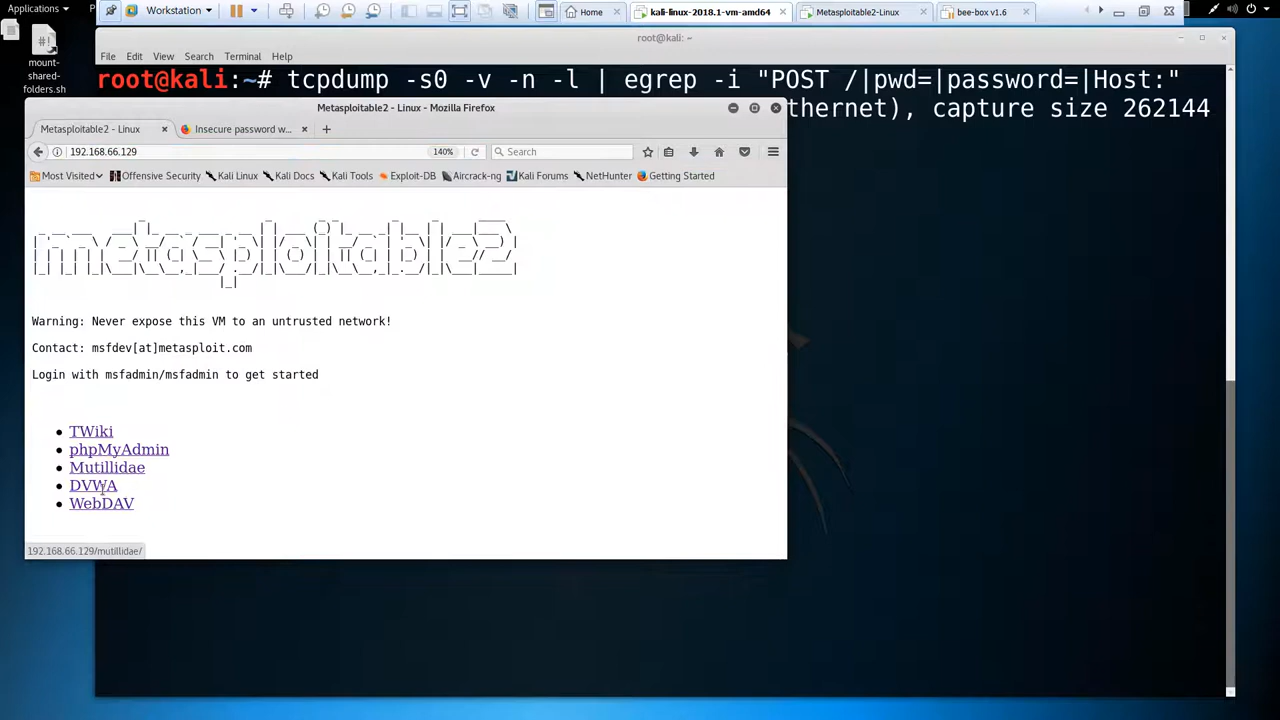 Applications
Workstation
Home
kali-linux-2018.1-vm-amd64
Metasploitable2-Linux
bee-box v1.6
#!
mount-
shared-
folders.sh
root@kali: ~
File Edit View Search Terminal Help
root@kali:~# tcpdump -s0 -v -n -l | egrep -i "POST /|pwd=|password=|Host:"
thernet), capture size 262144
Metasploitable2 - Linux - Mozilla Firefox
Metasploitable2 - Linux
Insecure password w...
192.168.66.129
140%
Search
Most Visited
Offensive Security
Kali Linux
Kali Docs
Kali Tools
Exploit-DB
Aircrack-ng
Kali Forums
NetHunter
Getting Started
metasploitable2
Warning: Never expose this VM to an untrusted network!
Contact: msfdev[at]metasploit.com
Login with msfadmin/msfadmin to get started
TWiki
phpMyAdmin
Mutillidae
DVWA
WebDAV
192.168.66.129/mutillidae/